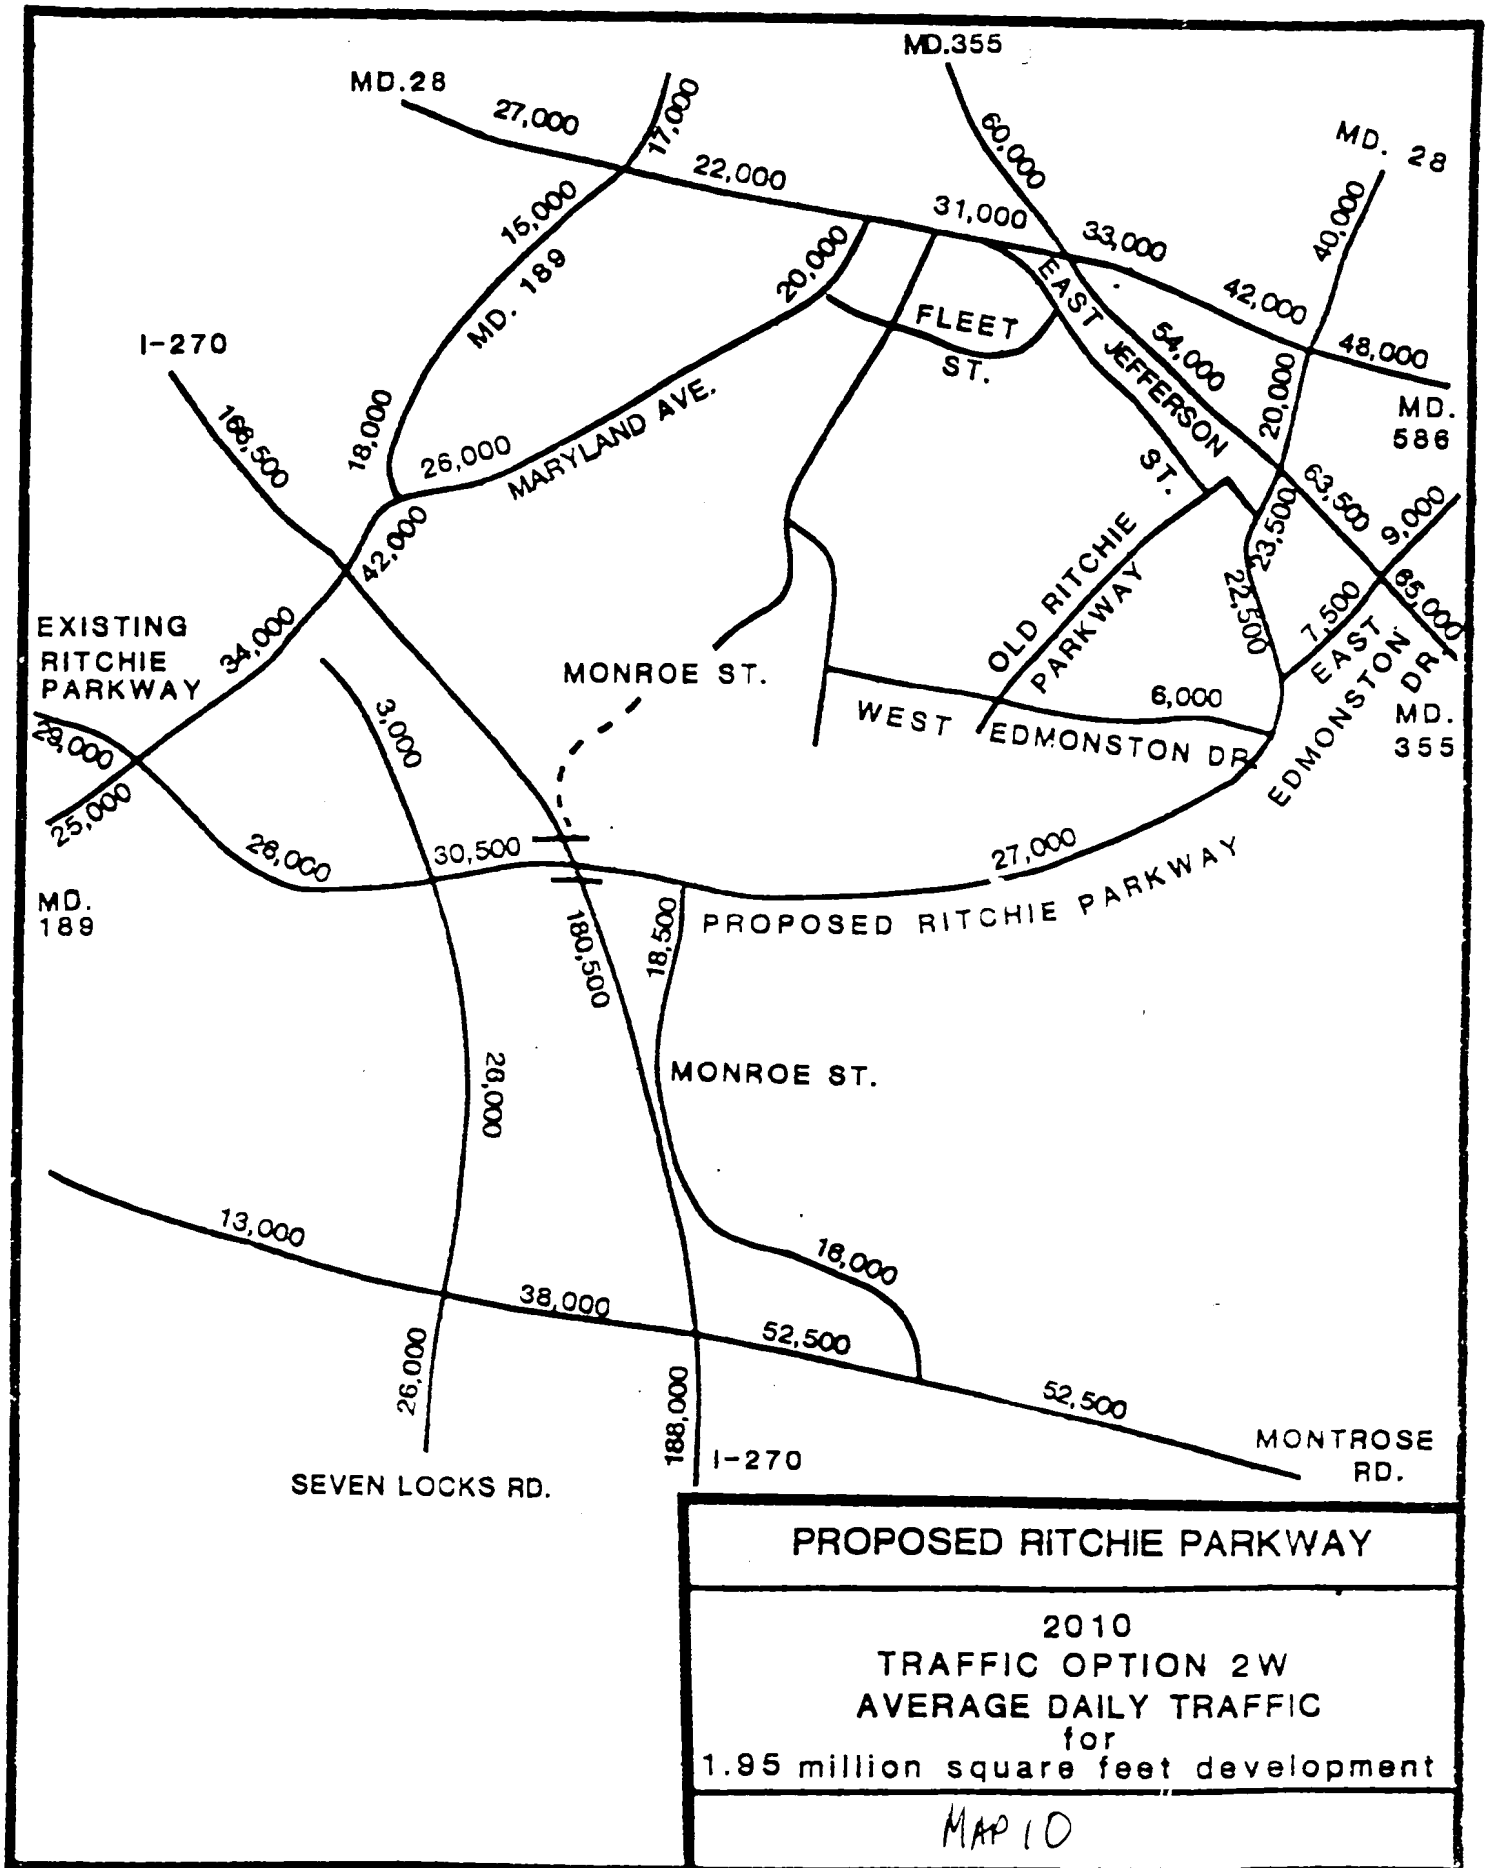 MD.355
MD.28
27,000
17,000
60,000
MD. 28
22,000
15,000
31,000
33,000
40,000
MD. 189
20,000
EAST JEFFERSON ST.
42,000
FLEET ST.
54,000
48,000
I-270
MD.
586
20,000
166,500
18,000
26,000
MARYLAND AVE.
63,500
9,000
23,500
42,000
OLD RITCHIE
PARKWAY
22,500
7,500
65,000
EXISTING
RITCHIE
PARKWAY
34,000
EAST
EDMONSTON DR.
MONROE ST.
3,000
6,000
WEST EDMONSTON DR.
MD.
355
25,000
28,000
30,500
27,000
MD.
189
180,500
18,500
PROPOSED RITCHIE PARKWAY
MONROE ST.
13,000
16,000
38,000
52,500
26,000
188,000
52,500
I-270
MONTROSE
RD.
SEVEN LOCKS RD.
PROPOSED RITCHIE PARKWAY
2010
TRAFFIC OPTION 2W
AVERAGE DAILY TRAFFIC
for
1.95 million square feet development
MAP 10